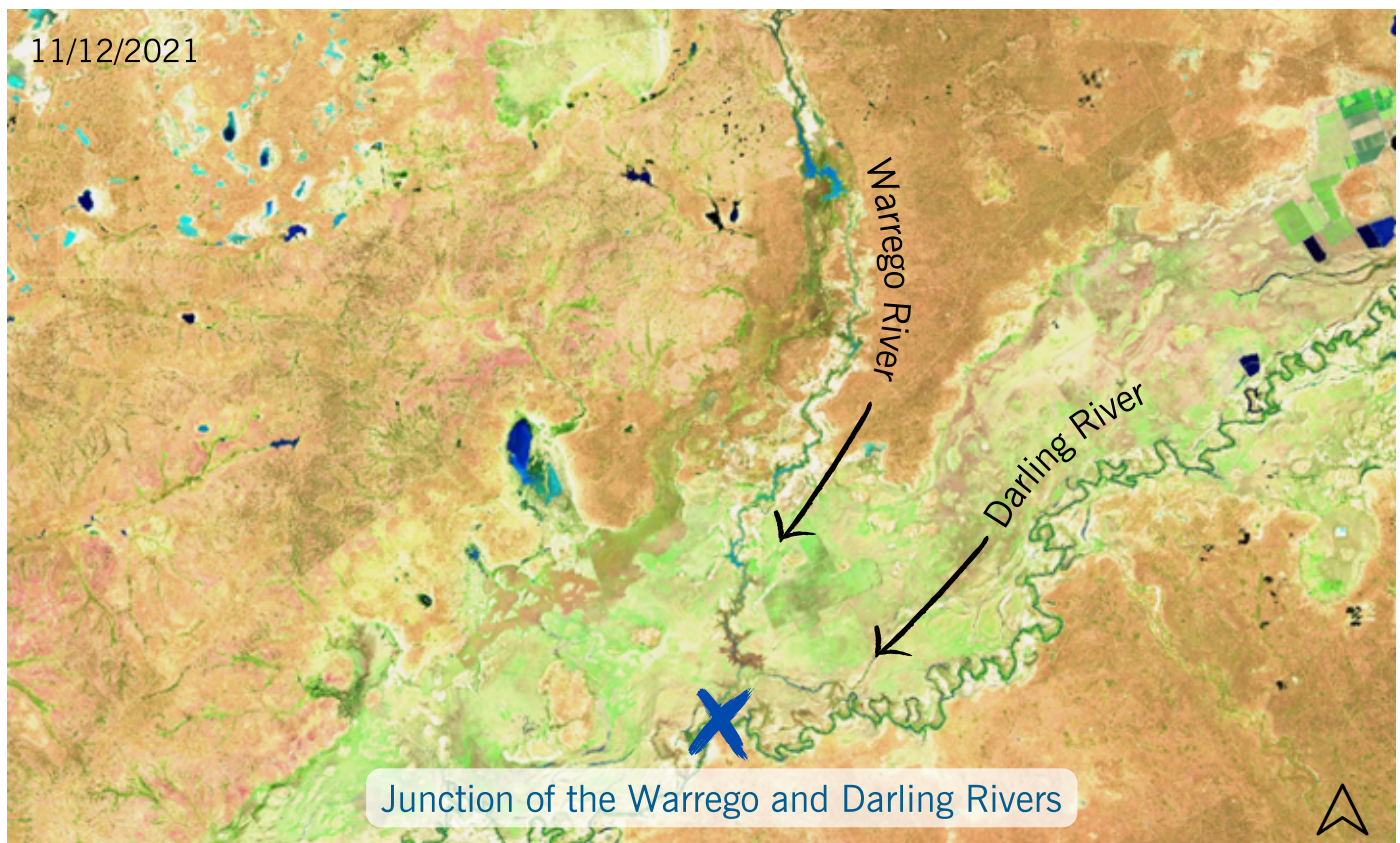 11/12/2021
Warrego River
Darling River
Junction of the Warrego and Darling Rivers